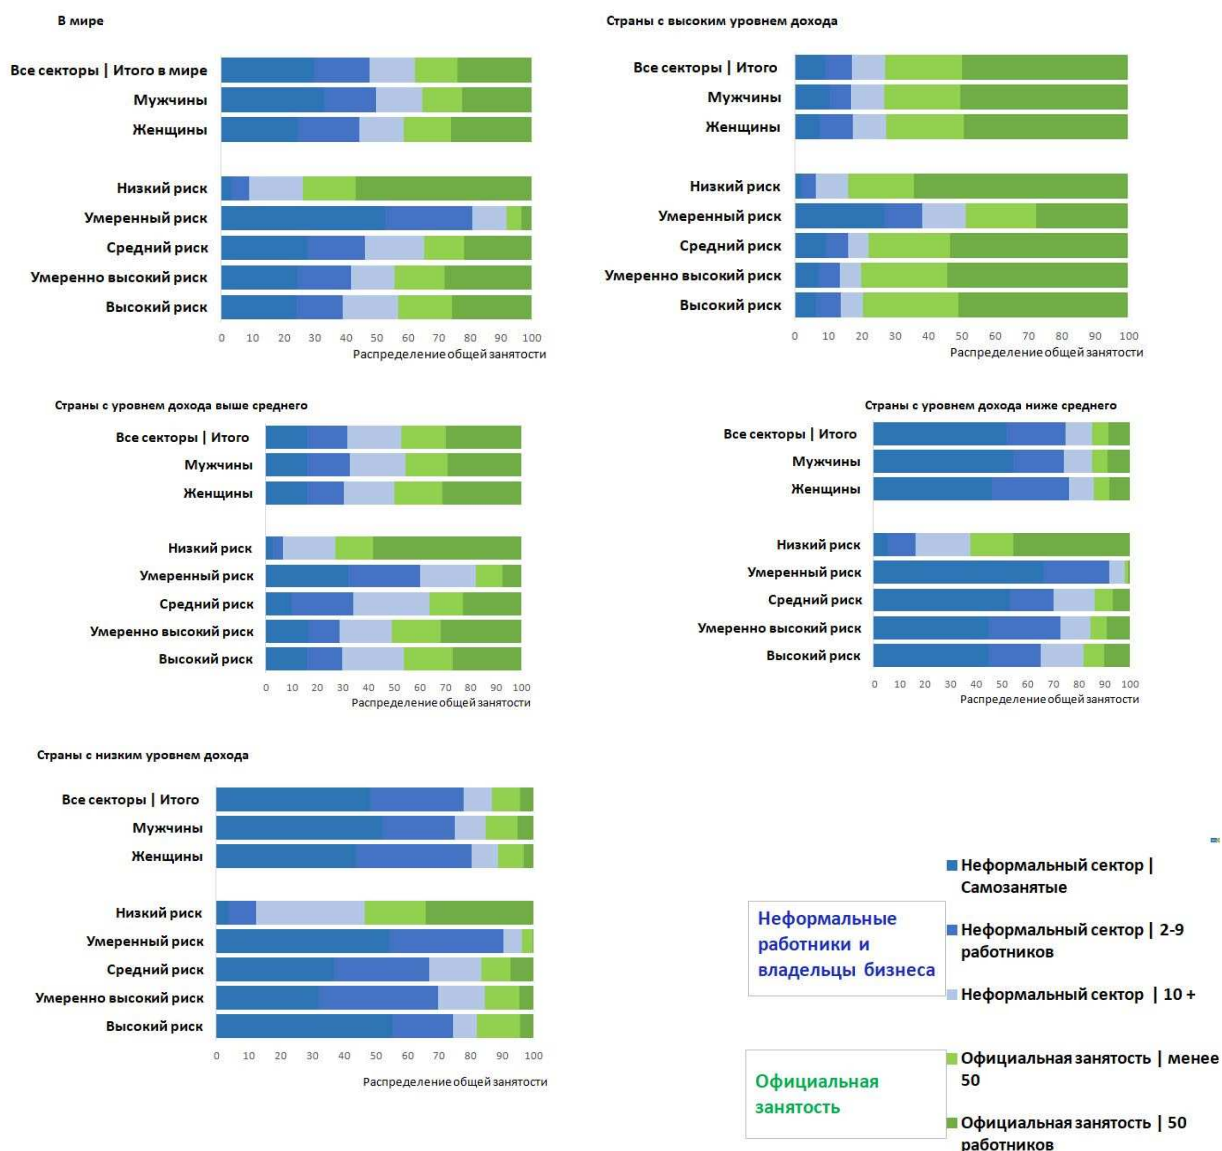 В мире
Все секторы | Итого в мире
Мужчины
Женщины
Низкий риск
Умеренный риск
Средний риск
Умеренно высокий риск
Высокий риск
0 10 20 30 40 50 60 70 80 90 100
Распределение общей занятости
Страны с высоким уровнем дохода
Все секторы | Итого
Мужчины
Женщины
Низкий риск
Умеренный риск
Средний риск
Умеренно высокий риск
Высокий риск
0 10 20 30 40 50 60 70 80 90 100
Распределение общей занятости
Страны с уровнем дохода выше среднего
Все секторы | Итого
Мужчины
Женщины
Низкий риск
Умеренный риск
Средний риск
Умеренно высокий риск
Высокий риск
0 10 20 30 40 50 60 70 80 90 100
Распределение общей занятости
Страны с уровнем дохода ниже среднего
Все секторы | Итого
Мужчины
Женщины
Низкий риск
Умеренный риск
Средний риск
Умеренно высокий риск
Высокий риск
0 10 20 30 40 50 60 70 80 90 100
Распределение общей занятости
Страны с низким уровнем дохода
Все секторы | Итого
Мужчины
Женщины
Низкий риск
Умеренный риск
Средний риск
Умеренно высокий риск
Высокий риск
0 10 20 30 40 50 60 70 80 90 100
Распределение общей занятости
Неформальные
работники и
владельцы бизнеса
Неформальный сектор |
Самозанятые
Неформальный сектор | 2-9
работников
Неформальный сектор | 10 +
Официальная
занятость
Официальная занятость | менее
50
Официальная занятость | 50
работников